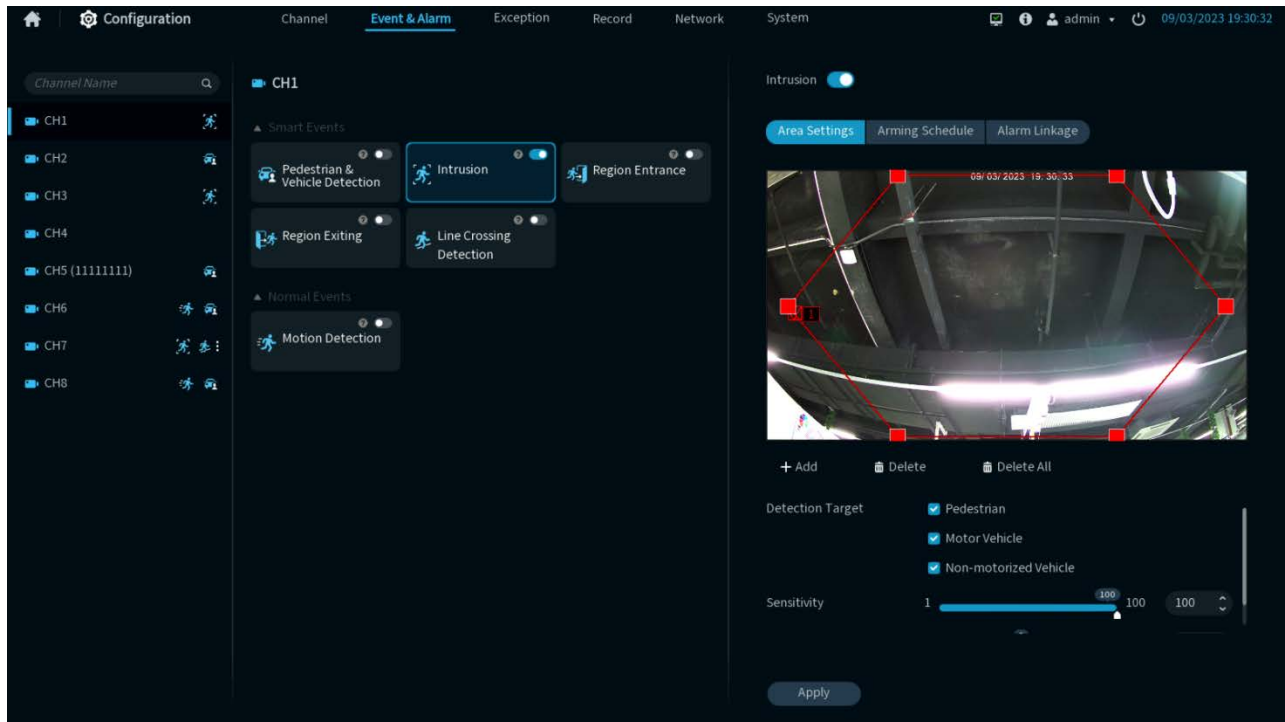 Configuration
Channel Event & Alarm Exception Record Network System
admin 09/03/2023 19:30:32
Channel Name
CH1
CH2
CH3
CH4
CH5 (11111111)
CH6
CH7
CH8
CH1
Smart Events
Pedestrian &
Vehicle Detection
Intrusion
Region Entrance
Region Exiting
Line Crossing
Detection
Normal Events
Motion Detection
Intrusion
Area Settings Arming Schedule Alarm Linkage
09/03/2023 19:30:33
1
+ Add Delete Delete All
Detection Target
Pedestrian
Motor Vehicle
Non-motorized Vehicle
Sensitivity 1 100 100 100
Apply